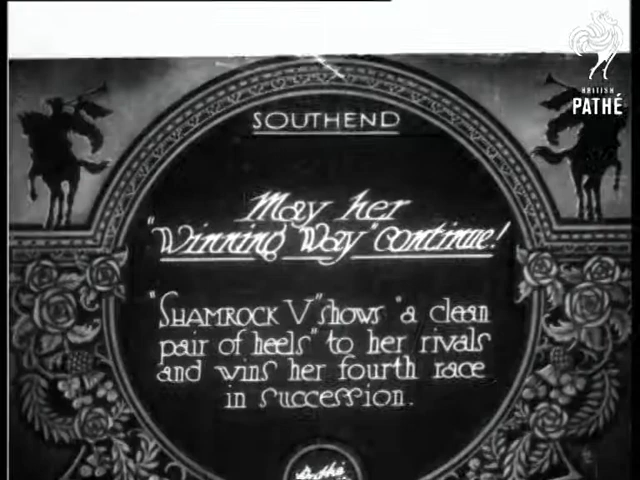 BRITISH
PATHÉ
SOUTHEND
May her
"Winning Way" continue!
"SHAMROCK V" shows "a clean
pair of heels" to her rivals
and wins her fourth race
in succession.
Pathé